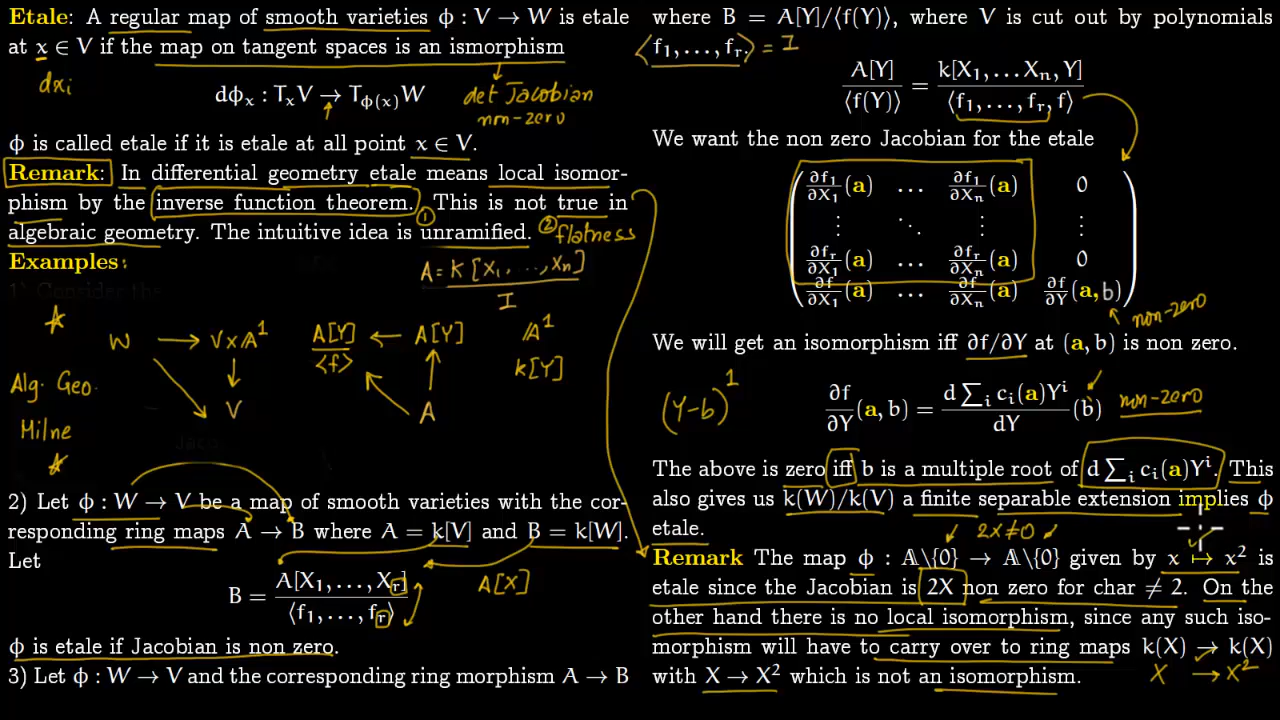 Etale: A regular map of smooth varieties ϕ : V → W is etale
at x ∈ V if the map on tangent spaces is an ismorphism
dxi
dϕₓ : TₓV → T_ϕ(x)W
det Jacobian
non-zero
ϕ is called etale if it is etale at all point x ∈ V.
Remark: In differential geometry etale means local isomor-
phism by the inverse function theorem. This is not true in
algebraic geometry. The intuitive idea is unramified.
① ② flatness
Examples:
A = K[X₁, ..., Xₙ]
I
W → V×A¹
V
A[Y]/<f> ← A[Y]
A
/A¹
k[Y]
Alg. Geo.
Milne
2) Let ϕ : W → V be a map of smooth varieties with the cor-
responding ring maps A → B where A = k[V] and B = k[W].
Let
B = A[X₁, . . . , Xᵣ] / ⟨f₁, . . . , fᵣ⟩
A[X]
ϕ is etale if Jacobian is non zero.
3) Let ϕ : W → V and the corresponding ring morphism A → B
where B = A[Y]/⟨f(Y)⟩, where V is cut out by polynomials
⟨f₁, . . . , fᵣ.⟩ = I
A[Y] / ⟨f(Y)⟩ = k[X₁, . . . Xₙ, Y] / ⟨f₁, . . . , fᵣ, f⟩
We want the non zero Jacobian for the etale
∂f₁/∂X₁ (a) . . . ∂f₁/∂Xₙ (a) 0
⋮ ⋱ ⋮ ⋮
∂fᵣ/∂X₁ (a) . . . ∂fᵣ/∂Xₙ (a) 0
∂f/∂X₁ (a) . . . ∂f/∂Xₙ (a) ∂f/∂Y (a, b)
non-zero
We will get an isomorphism iff ∂f/∂Y at (a, b) is non zero.
(Y-b)¹
∂f/∂Y (a, b) = d ∑ᵢ cᵢ(a)Yⁱ / dY (b)
non-zero
The above is zero iff b is a multiple root of d ∑ᵢ cᵢ(a)Yⁱ. This
also gives us k(W)/k(V) a finite separable extension implies ϕ
etale.
2x≠0
Remark The map ϕ : A\{0} → A\{0} given by x ↦ x² is
etale since the Jacobian is 2X non zero for char ≠ 2. On the
other hand there is no local isomorphism, since any such iso-
morphism will have to carry over to ring maps k(X) → k(X)
with X → X² which is not an isomorphism.
X → X²